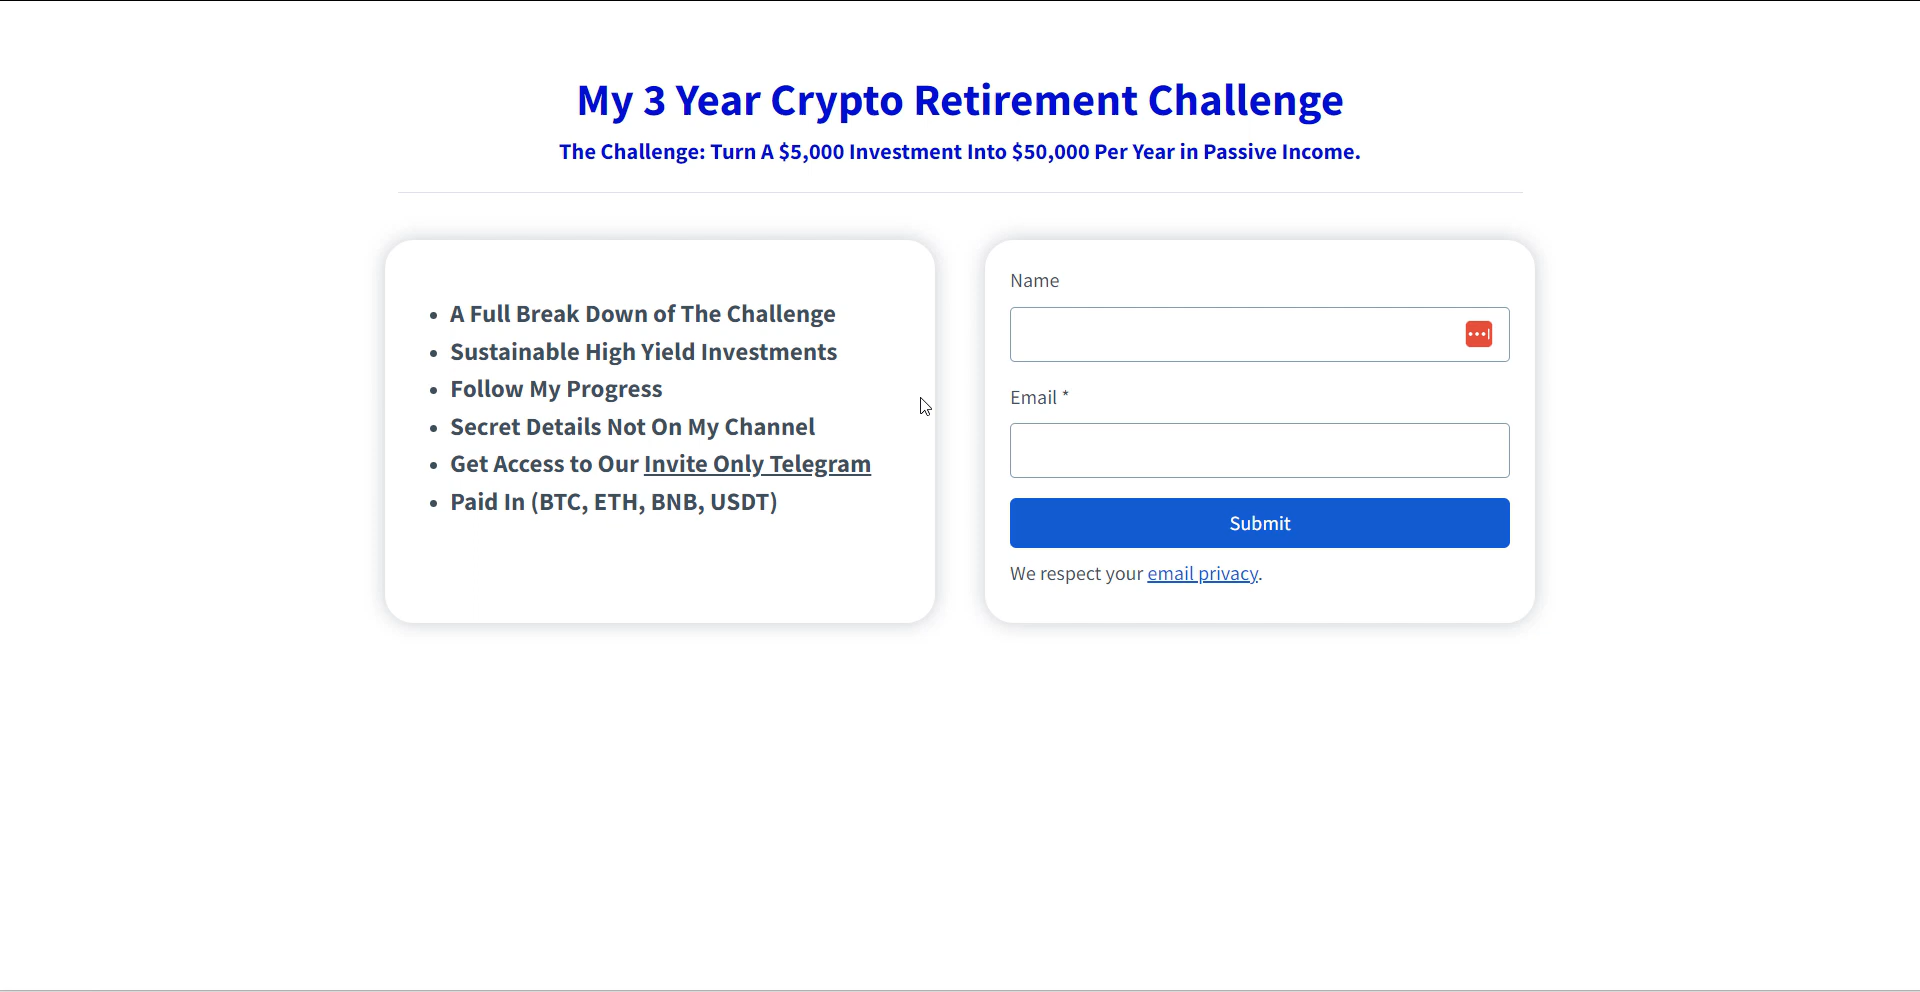 My 3 Year Crypto Retirement Challenge
The Challenge: Turn A $5,000 Investment Into $50,000 Per Year in Passive Income.
• A Full Break Down of The Challenge
• Sustainable High Yield Investments
• Follow My Progress
• Secret Details Not On My Channel
• Get Access to Our Invite Only Telegram
• Paid In (BTC, ETH, BNB, USDT)
Name
Email *
Submit
We respect your email privacy.